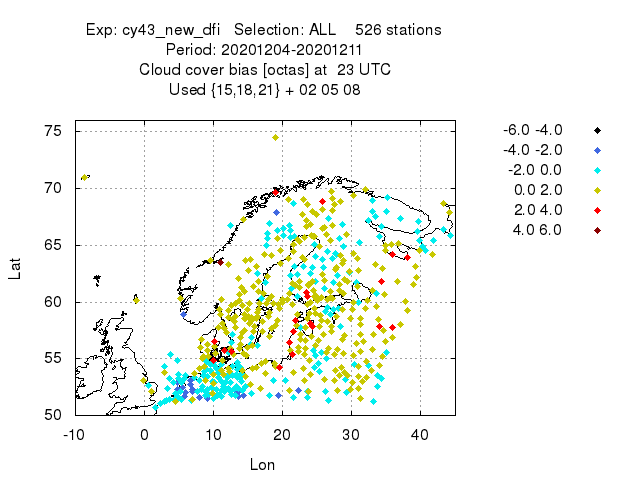 Exp: cy43_new_dfi Selection: ALL 526 stations
Period: 20201204-20201211
Cloud cover bias [octas] at 23 UTC
Used {15,18,21} + 02 05 08
75
70
65
60
55
50
Lat
-10 0 10 20 30 40
Lon
-6.0 -4.0
-4.0 -2.0
-2.0 0.0
0.0 2.0
2.0 4.0
4.0 6.0